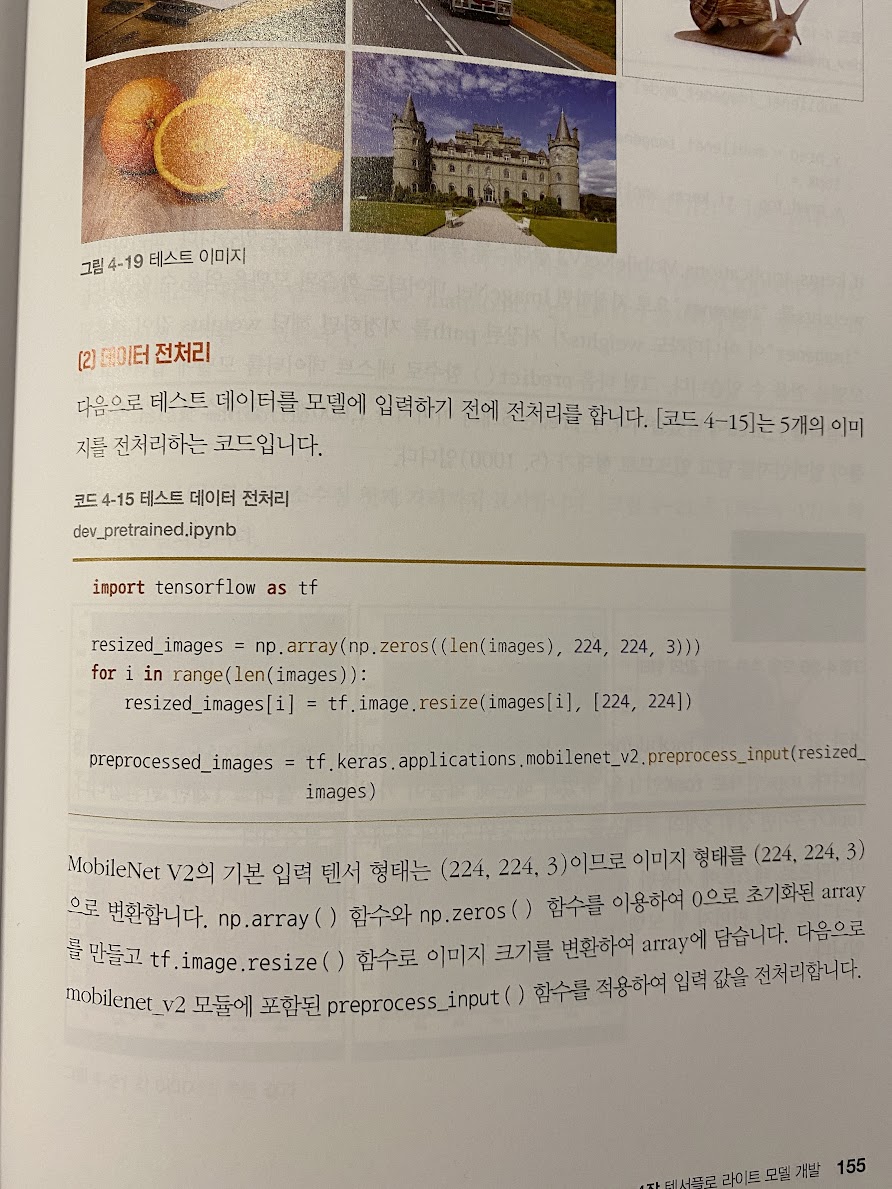 그림 4-19 테스트 이미지
(2) 데이터 전처리
다음으로 테스트 데이터를 모델에 입력하기 전에 전처리를 합니다. [코드 4-15]는 5개의 이미
지를 전처리하는 코드입니다.
코드 4-15 테스트 데이터 전처리
dev_pretrained.ipynb
import tensorflow as tf
resized_images = np.array(np.zeros((len(images), 224, 224, 3)))
for i in range(len(images)):
resized_images[i] = tf.image.resize(images[i], [224, 224])
preprocessed_images = tf.keras.applications.mobilenet_v2.preprocess_input(resized_
images)
MobileNet V2의 기본 입력 텐서 형태는 (224, 224, 3)이므로 이미지 형태를 (224, 224, 3)
으로 변환합니다. np.array() 함수와 np.zeros() 함수를 이용하여 0으로 초기화된 array
를 만들고 tf.image.resize() 함수로 이미지 크기를 변환하여 array에 담습니다. 다음으로
mobilenet_v2 모듈에 포함된 preprocess_input() 함수를 적용하여 입력 값을 전처리합니다.
4장 텐서플로 라이트 모델 개발 155